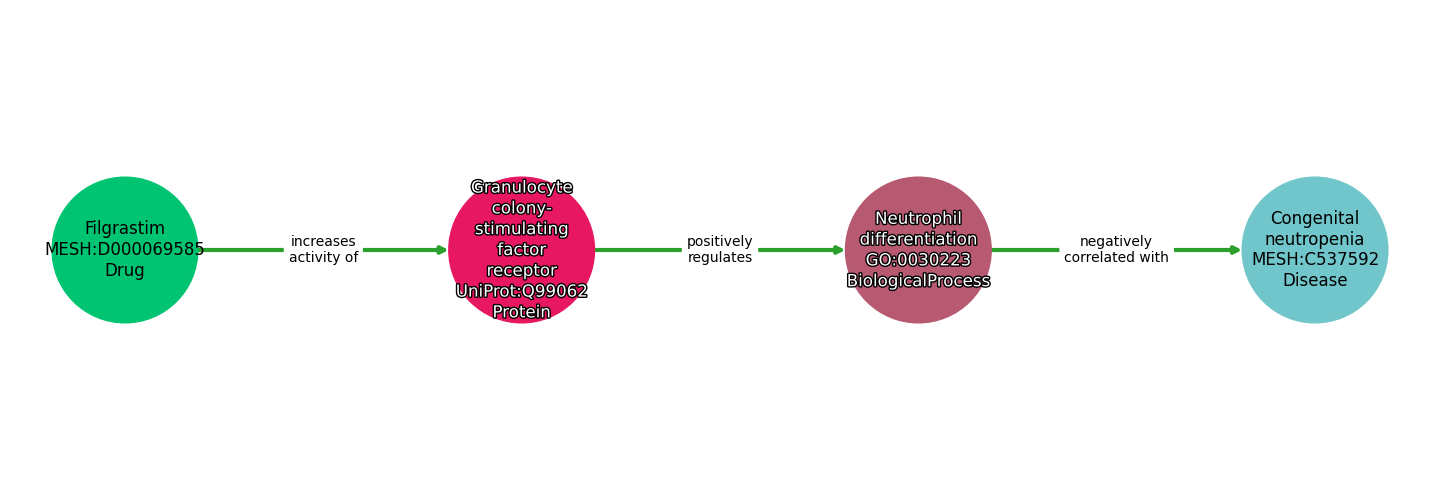 Filgrastim
MESH:D000069585
Drug
increases
activity of
Granulocyte
colony-
stimulating
factor
receptor
UniProt:Q99062
Protein
positively
regulates
Neutrophil
differentiation
GO:0030223
BiologicalProcess
negatively
correlated with
Congenital
neutropenia
MESH:C537592
Disease